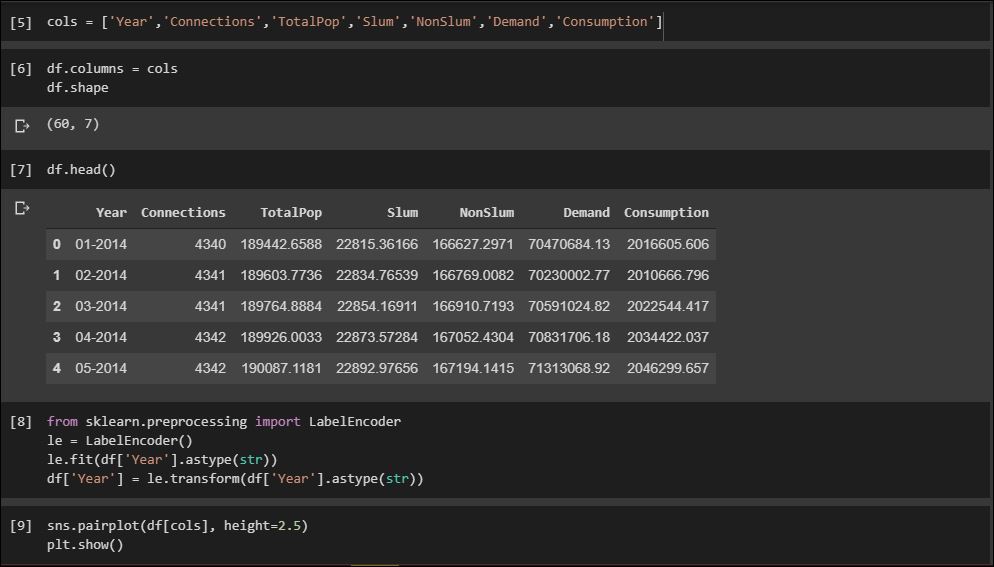 [5] cols = ['Year','Connections','TotalPop','Slum','NonSlum','Demand','Consumption']
[6] df.columns = cols
df.shape
(60, 7)
[7] df.head()
Year Connections TotalPop Slum NonSlum Demand Consumption
0 01-2014 4340 189442.6588 22815.36166 166627.2971 70470684.13 2016605.606
1 02-2014 4341 189603.7736 22834.76539 166769.0082 70230002.77 2010666.796
2 03-2014 4341 189764.8884 22854.16911 166910.7193 70591024.82 2022544.417
3 04-2014 4342 189926.0033 22873.57284 167052.4304 70831706.18 2034422.037
4 05-2014 4342 190087.1181 22892.97656 167194.1415 71313068.92 2046299.657
[8] from sklearn.preprocessing import LabelEncoder
le = LabelEncoder()
le.fit(df['Year'].astype(str))
df['Year'] = le.transform(df['Year'].astype(str))
[9] sns.pairplot(df[cols], height=2.5)
plt.show()